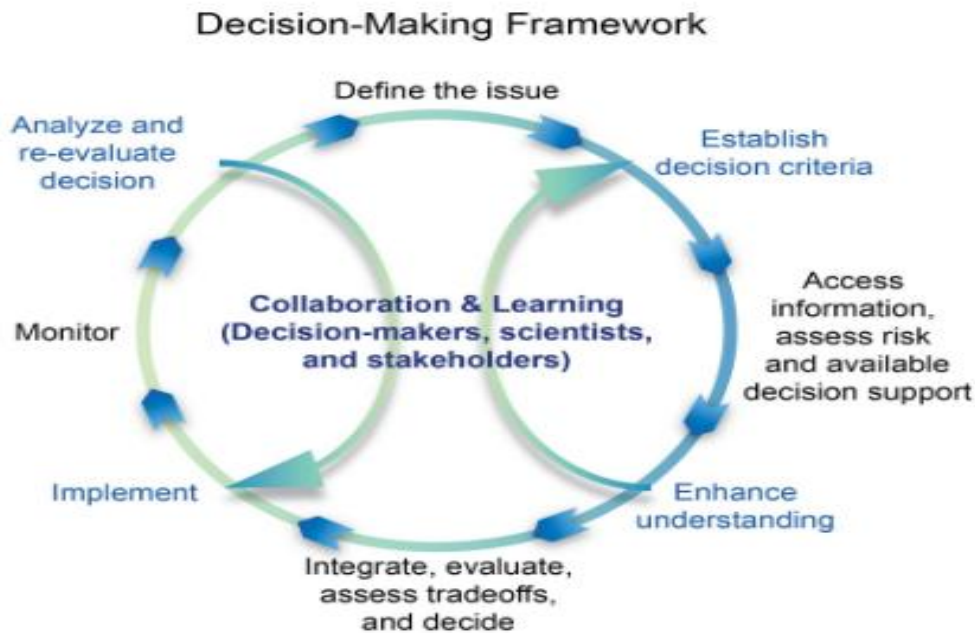 Decision-Making Framework
Define the issue
Establish
decision criteria
Access
information,
assess risk
and available
decision support
Enhance
understanding
Integrate, evaluate,
assess tradeoffs,
and decide
Implement
Monitor
Analyze and
re-evaluate
decision
Collaboration & Learning
(Decision-makers, scientists,
and stakeholders)